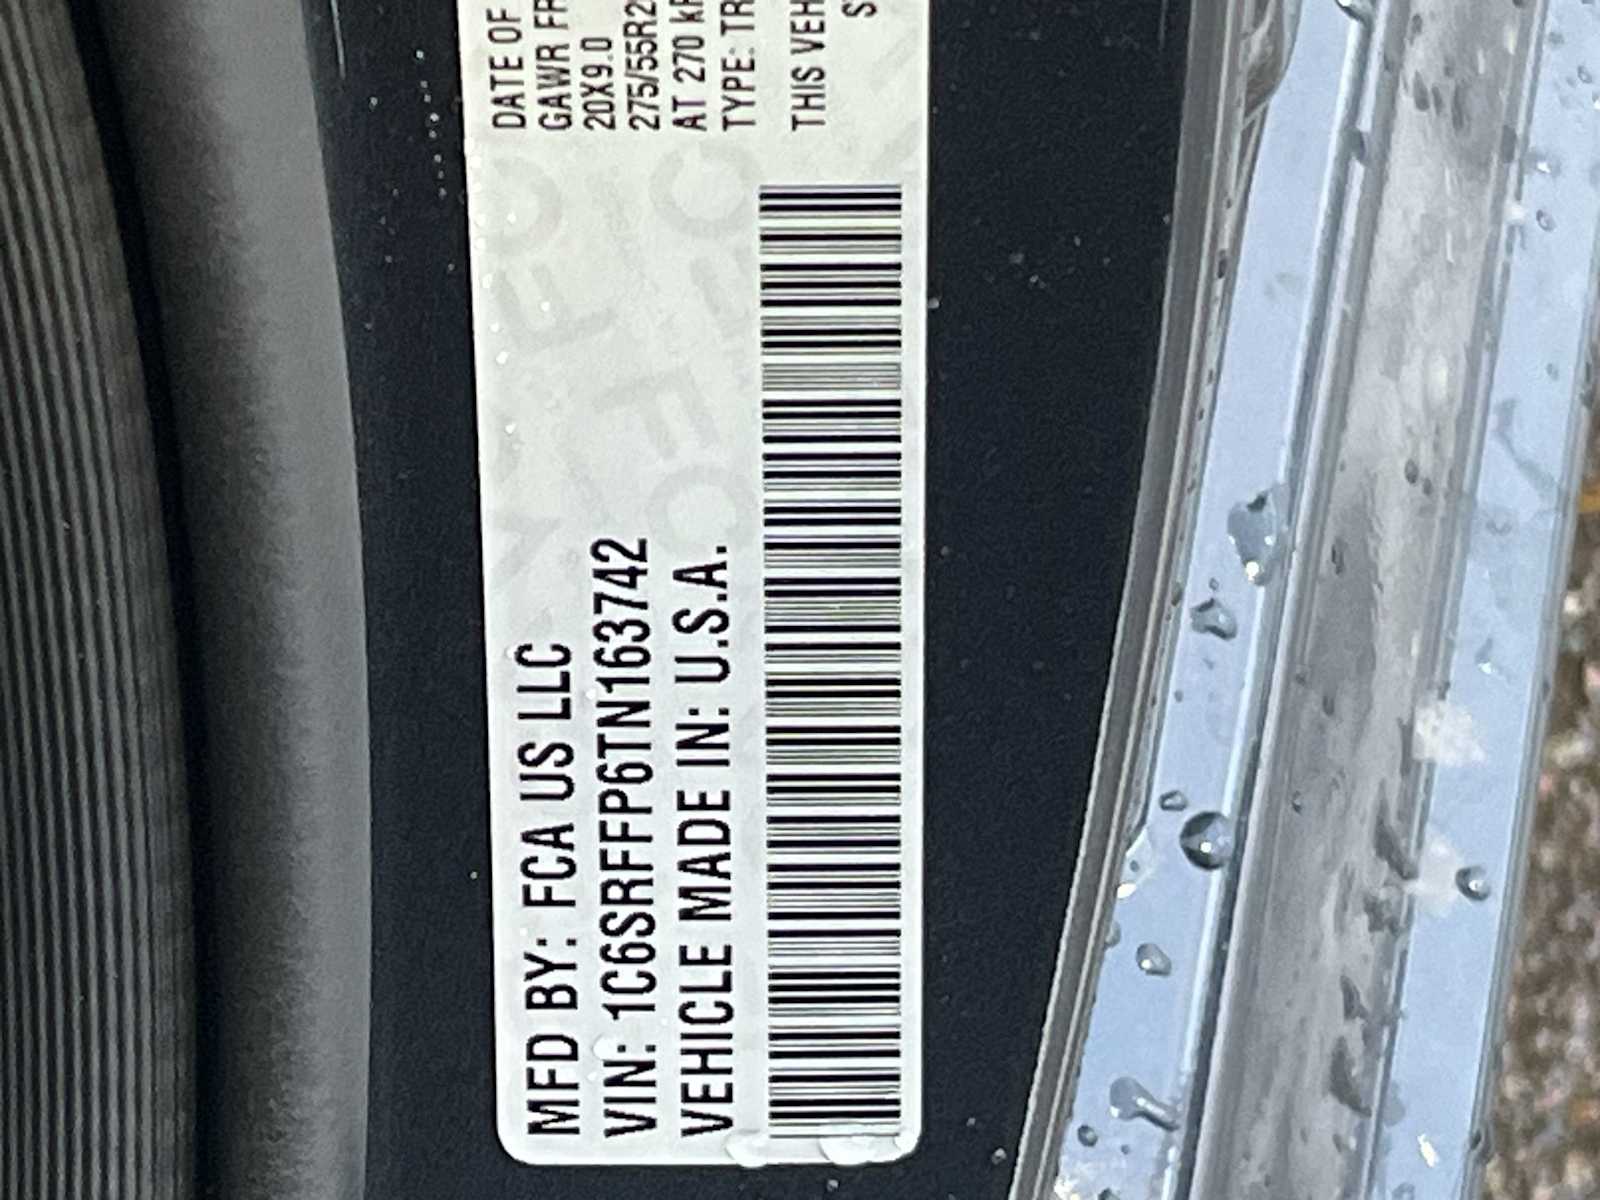 MFD BY: FCA US LLC
VIN: 1C6SRFFP6TN163742
VEHICLE MADE IN: U.S.A.
DATE OF
GAWR FR
20X9.0
275/55R2
AT 270 kP
TYPE: TR
THIS VEH